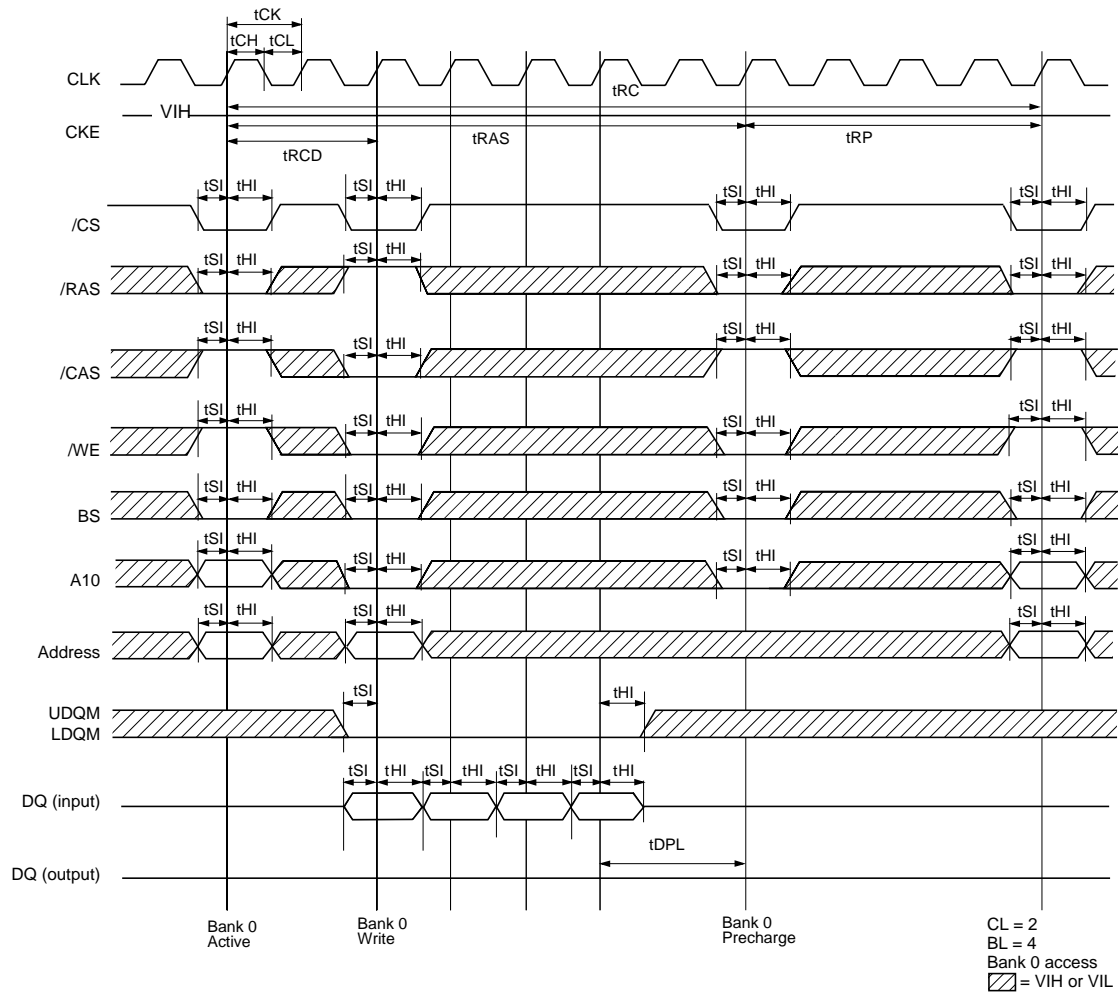 tCK
tCH tCL
CLK
tRC
VIH
CKE
tRAS
tRP
tRCD
tSI tHI tSI tHI tSI tHI tSI tHI
/CS
tSI tHI
tSI tHI tSI tHI tSI tHI
/RAS
tSI tHI tSI tHI tSI tHI tSI tHI
/CAS
tSI tHI tSI tHI tSI tHI tSI tHI
/WE
tSI tHI tSI tHI tSI tHI tSI tHI
BS
tSI tHI tSI tHI tSI tHI tSI tHI
A10
tSI tHI tSI tHI tSI tHI
Address
tSI tHI
UDQM
LDQM
tSI tHI tSI tHI tSI tHI tSI tHI
DQ (input)
tDPL
DQ (output)
Bank 0
Active
Bank 0
Write
Bank 0
Precharge
CL = 2
BL = 4
Bank 0 access
= VIH or VIL